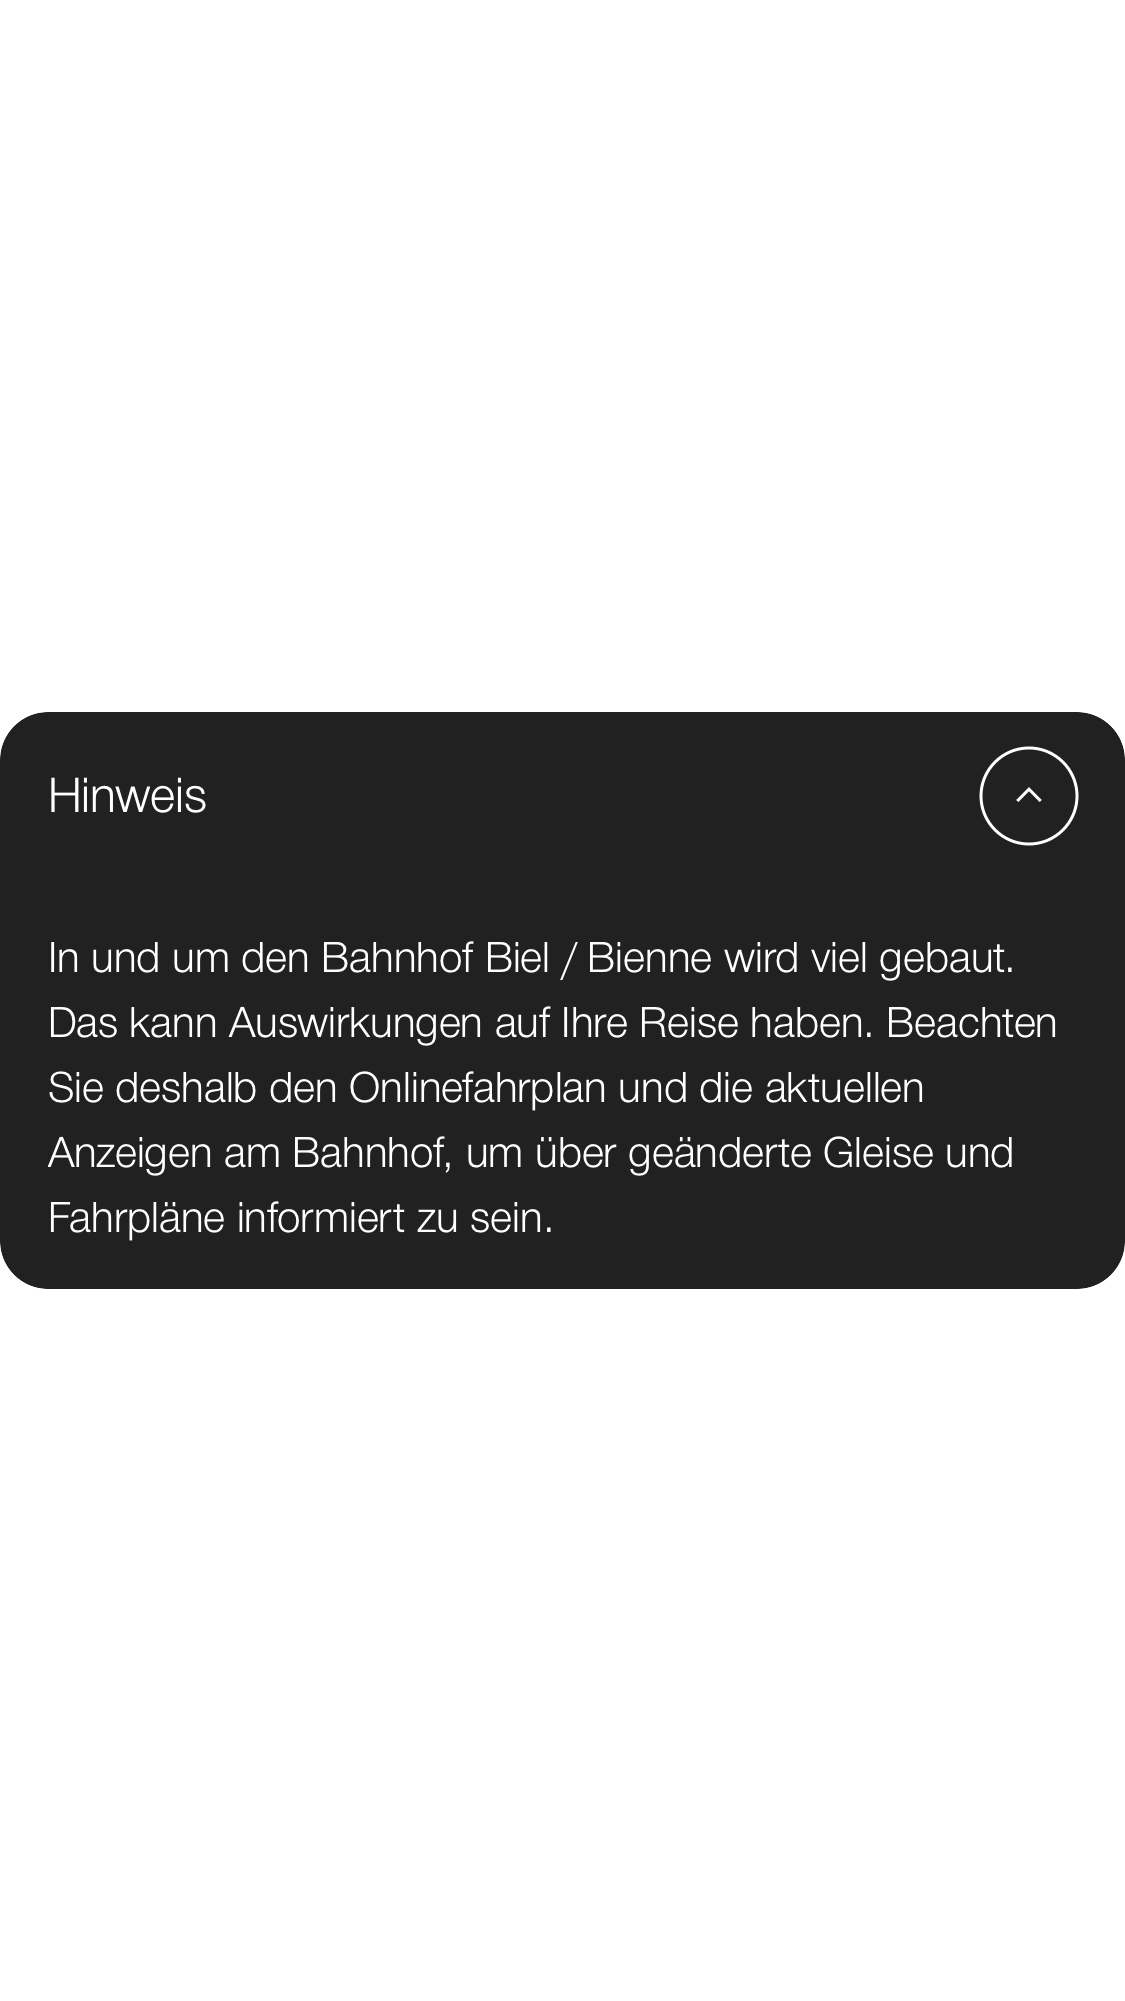 Hinweis
In und um den Bahnhof Biel / Bienne wird viel gebaut.
Das kann Auswirkungen auf Ihre Reise haben. Beachten
Sie deshalb den Onlinefahrplan und die aktuellen
Anzeigen am Bahnhof, um über geänderte Gleise und
Fahrpläne informiert zu sein.